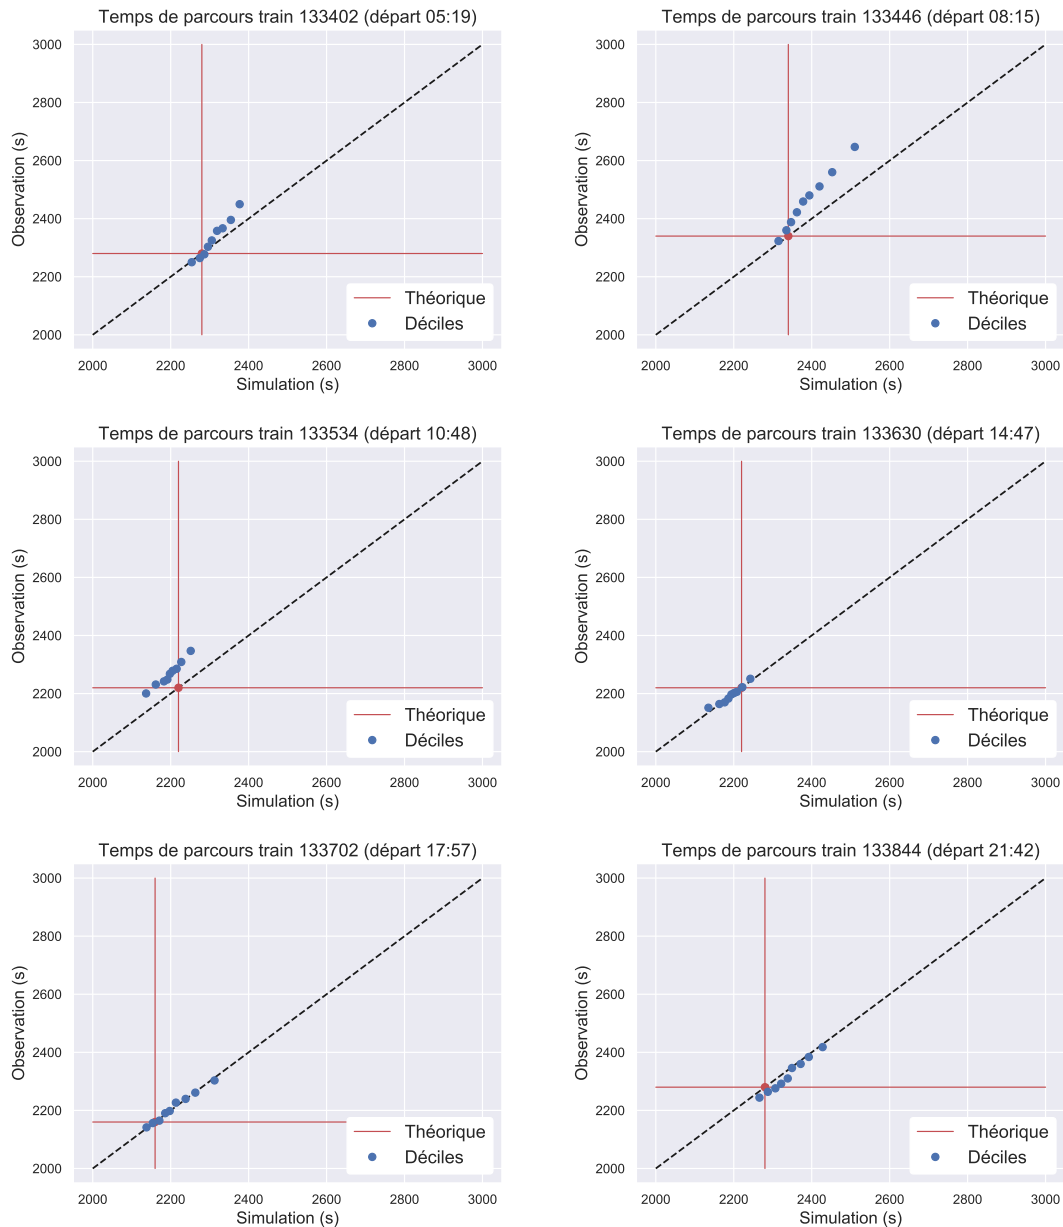 Temps de parcours train 133402 (départ 05:19)
3000
2800
2600
2400
2200
2000
Observation (s)
Théorique
Déciles
2000 2200 2400 2600 2800 3000
Simulation (s)
Temps de parcours train 133446 (départ 08:15)
3000
2800
2600
2400
2200
2000
Observation (s)
Théorique
Déciles
2000 2200 2400 2600 2800 3000
Simulation (s)
Temps de parcours train 133534 (départ 10:48)
3000
2800
2600
2400
2200
2000
Observation (s)
Théorique
Déciles
2000 2200 2400 2600 2800 3000
Simulation (s)
Temps de parcours train 133630 (départ 14:47)
3000
2800
2600
2400
2200
2000
Observation (s)
Théorique
Déciles
2000 2200 2400 2600 2800 3000
Simulation (s)
Temps de parcours train 133702 (départ 17:57)
3000
2800
2600
2400
2200
2000
Observation (s)
Théorique
Déciles
2000 2200 2400 2600 2800 3000
Simulation (s)
Temps de parcours train 133844 (départ 21:42)
3000
2800
2600
2400
2200
2000
Observation (s)
Théorique
Déciles
2000 2200 2400 2600 2800 3000
Simulation (s)